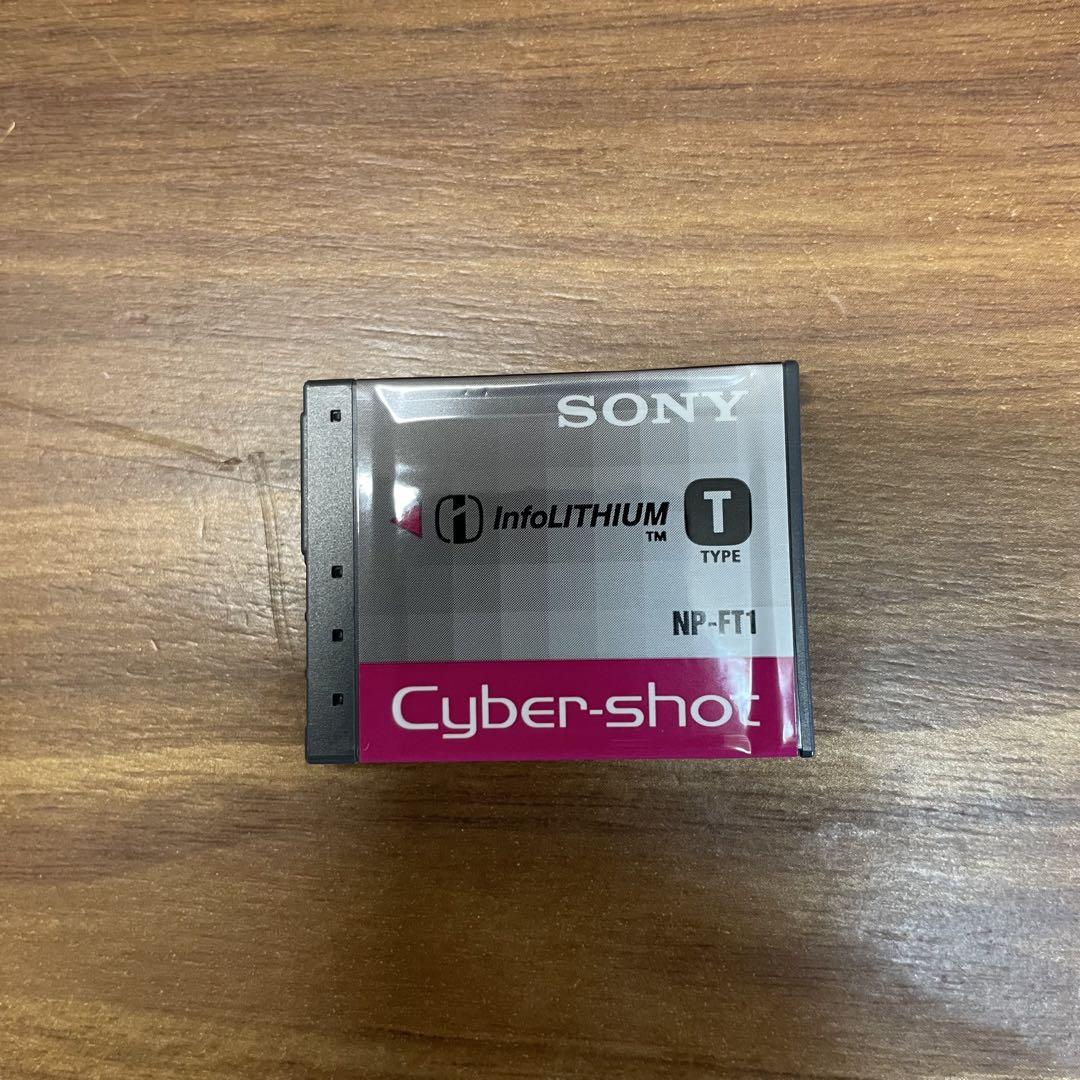 SONY
InfoLITHIUM
TM
T
TYPE
NP-FT1
Cyber-shot